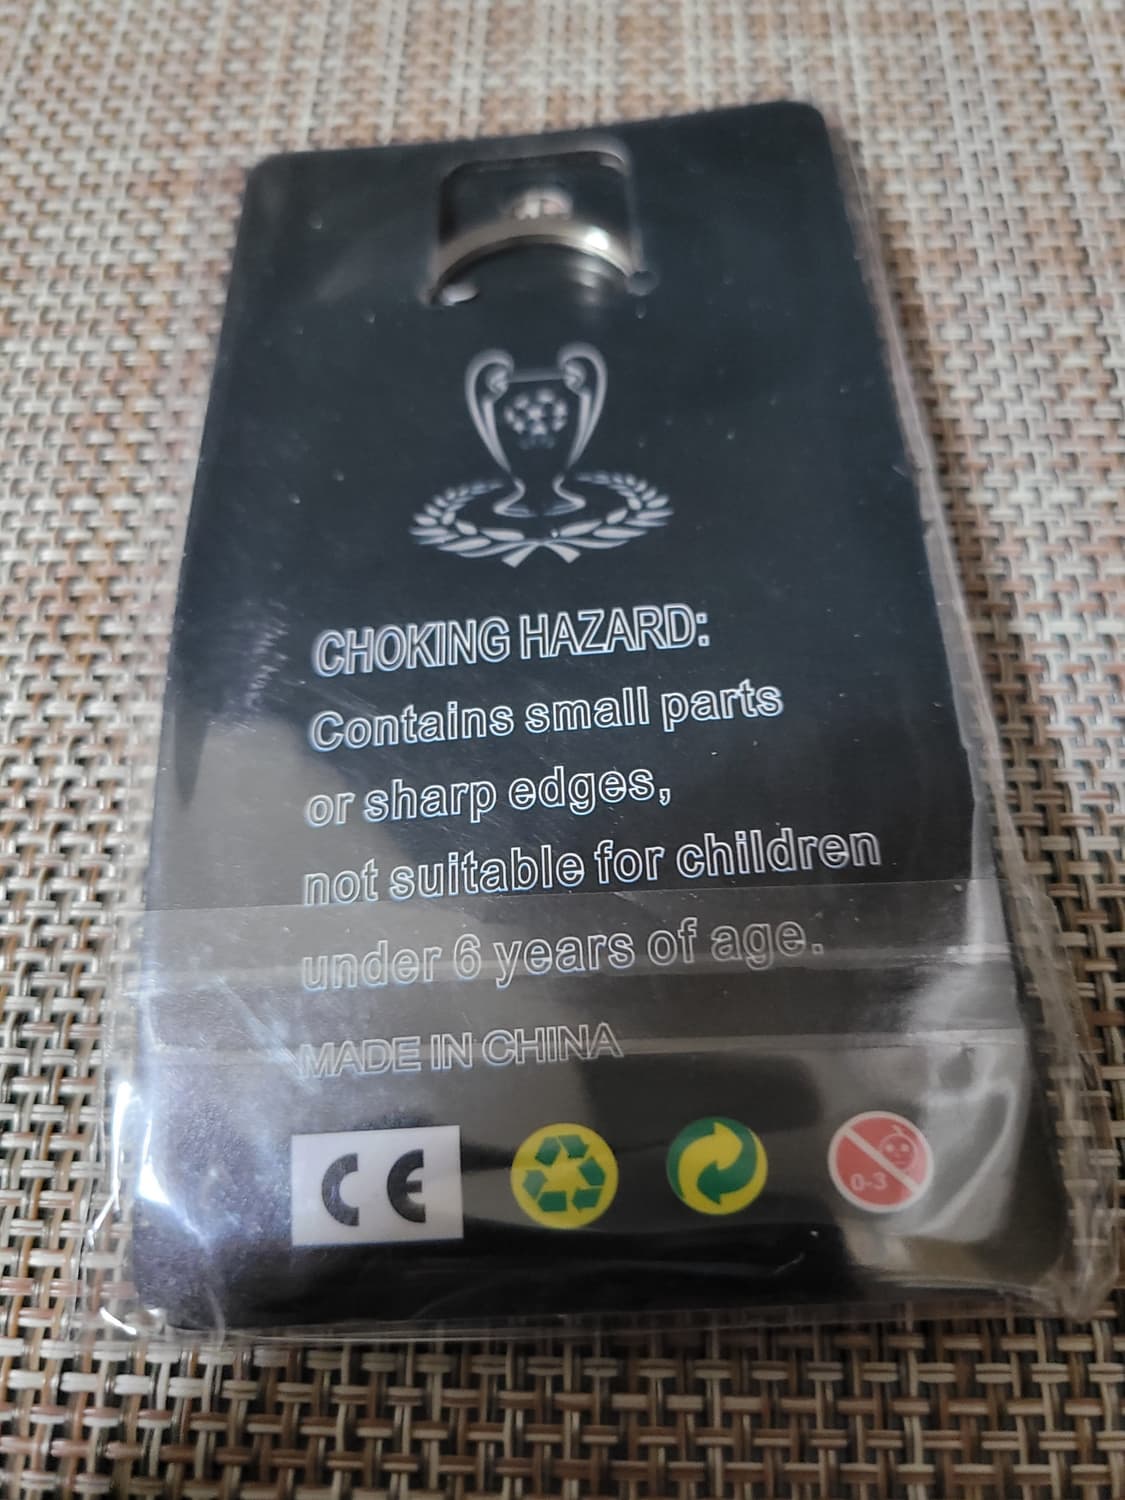 CHOKING HAZARD:
Contains small parts
or sharp edges,
not suitable for children
under 6 years of age.
MADE IN CHINA
CE
0-3